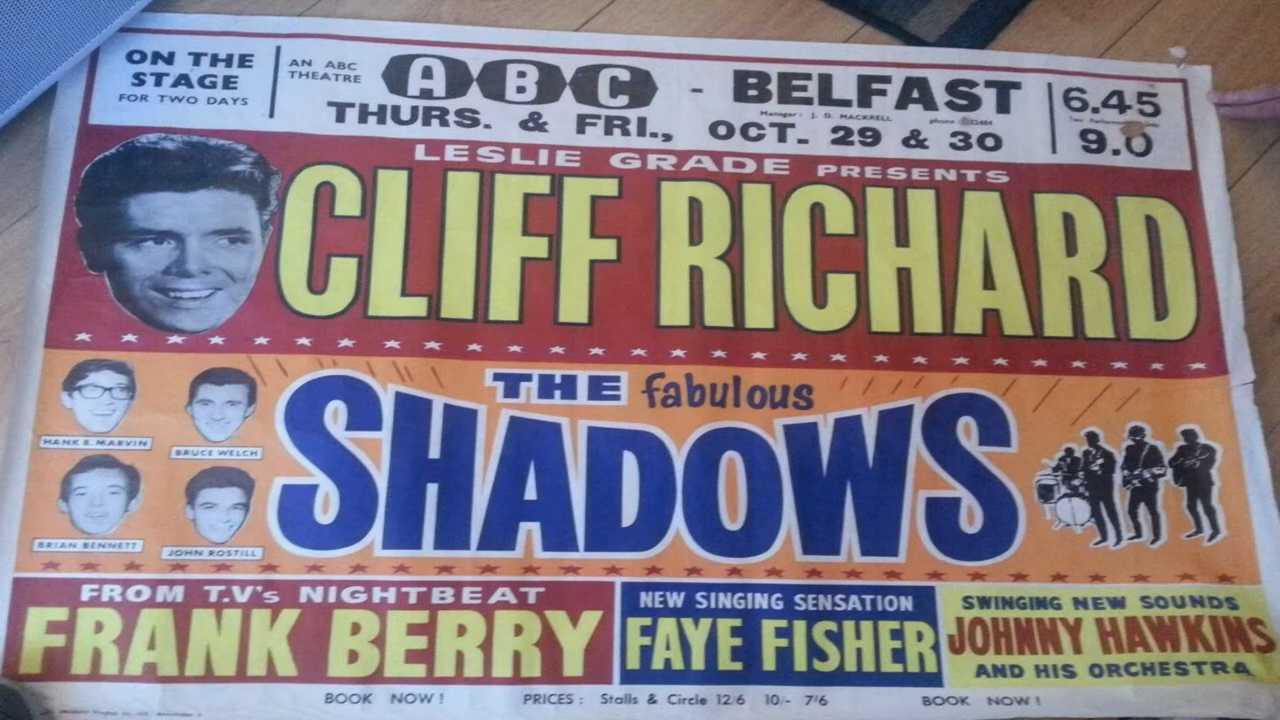 ON THE
STAGE
FOR TWO DAYS
AN ABC
THEATRE
ABC - BELFAST
Manager: J. D. MACKRELL phone
THURS. & FRI., OCT. 29 & 30
6.45
9.0
LESLIE GRADE PRESENTS
CLIFF RICHARD
THE fabulous
SHADOWS
HANK B. MARVIN
BRUCE WELCH
BRIAN BENNETT
JOHN ROSTILL
FROM T.V's NIGHTBEAT
FRANK BERRY
NEW SINGING SENSATION
FAYE FISHER
SWINGING NEW SOUNDS
JOHNNY HAWKINS
AND HIS ORCHESTRA
BOOK NOW! PRICES: Stalls & Circle 12/6 10/- 7/6 BOOK NOW!